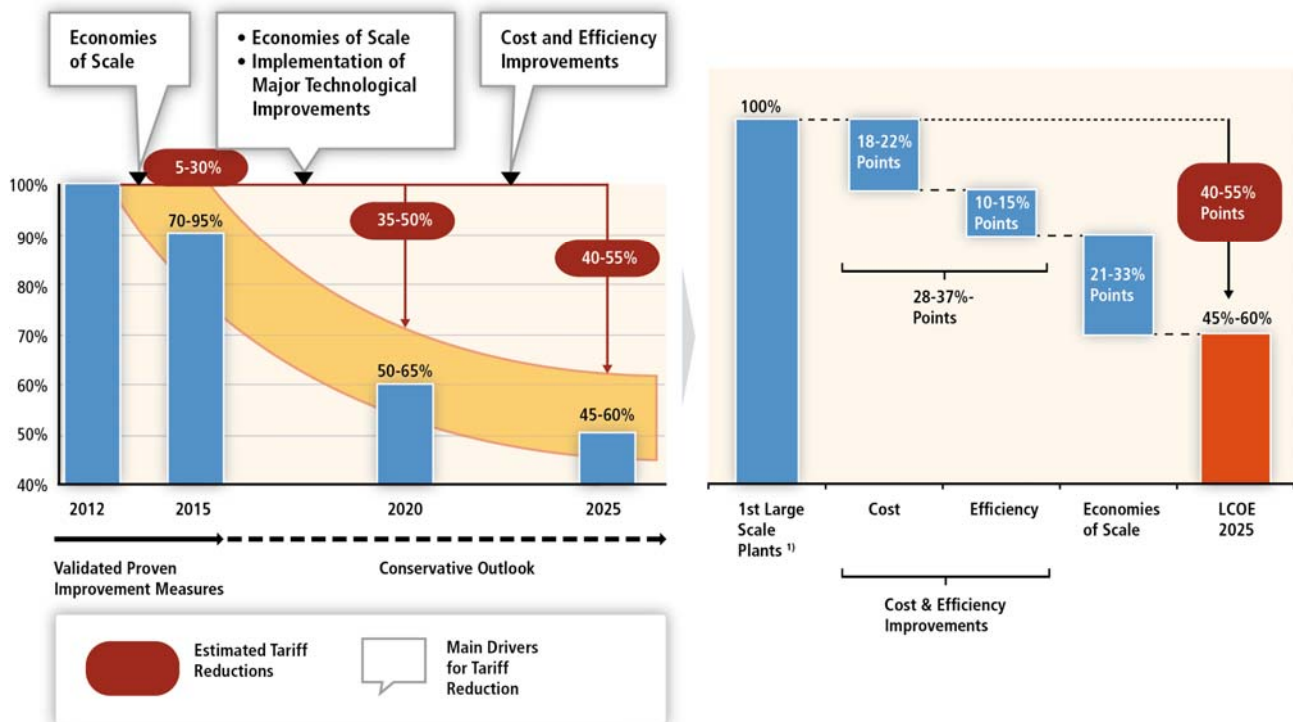 Economies
of Scale
• Economies of Scale
• Implementation of
Major Technological
Improvements
Cost and Efficiency
Improvements
5-30%
35-50%
40-55%
100%
90%
80%
70%
60%
50%
40%
70-95%
50-65%
45-60%
2012
2015
2020
2025
Validated Proven
Improvement Measures
Conservative Outlook
Estimated Tariff
Reductions
Main Drivers
for Tariff
Reduction
100%
18-22%
Points
10-15%
Points
28-37%-
Points
21-33%
Points
40-55%
Points
45%-60%
1st Large
Scale
Plants 1)
Cost
Efficiency
Economies
of Scale
LCOE
2025
Cost & Efficiency
Improvements